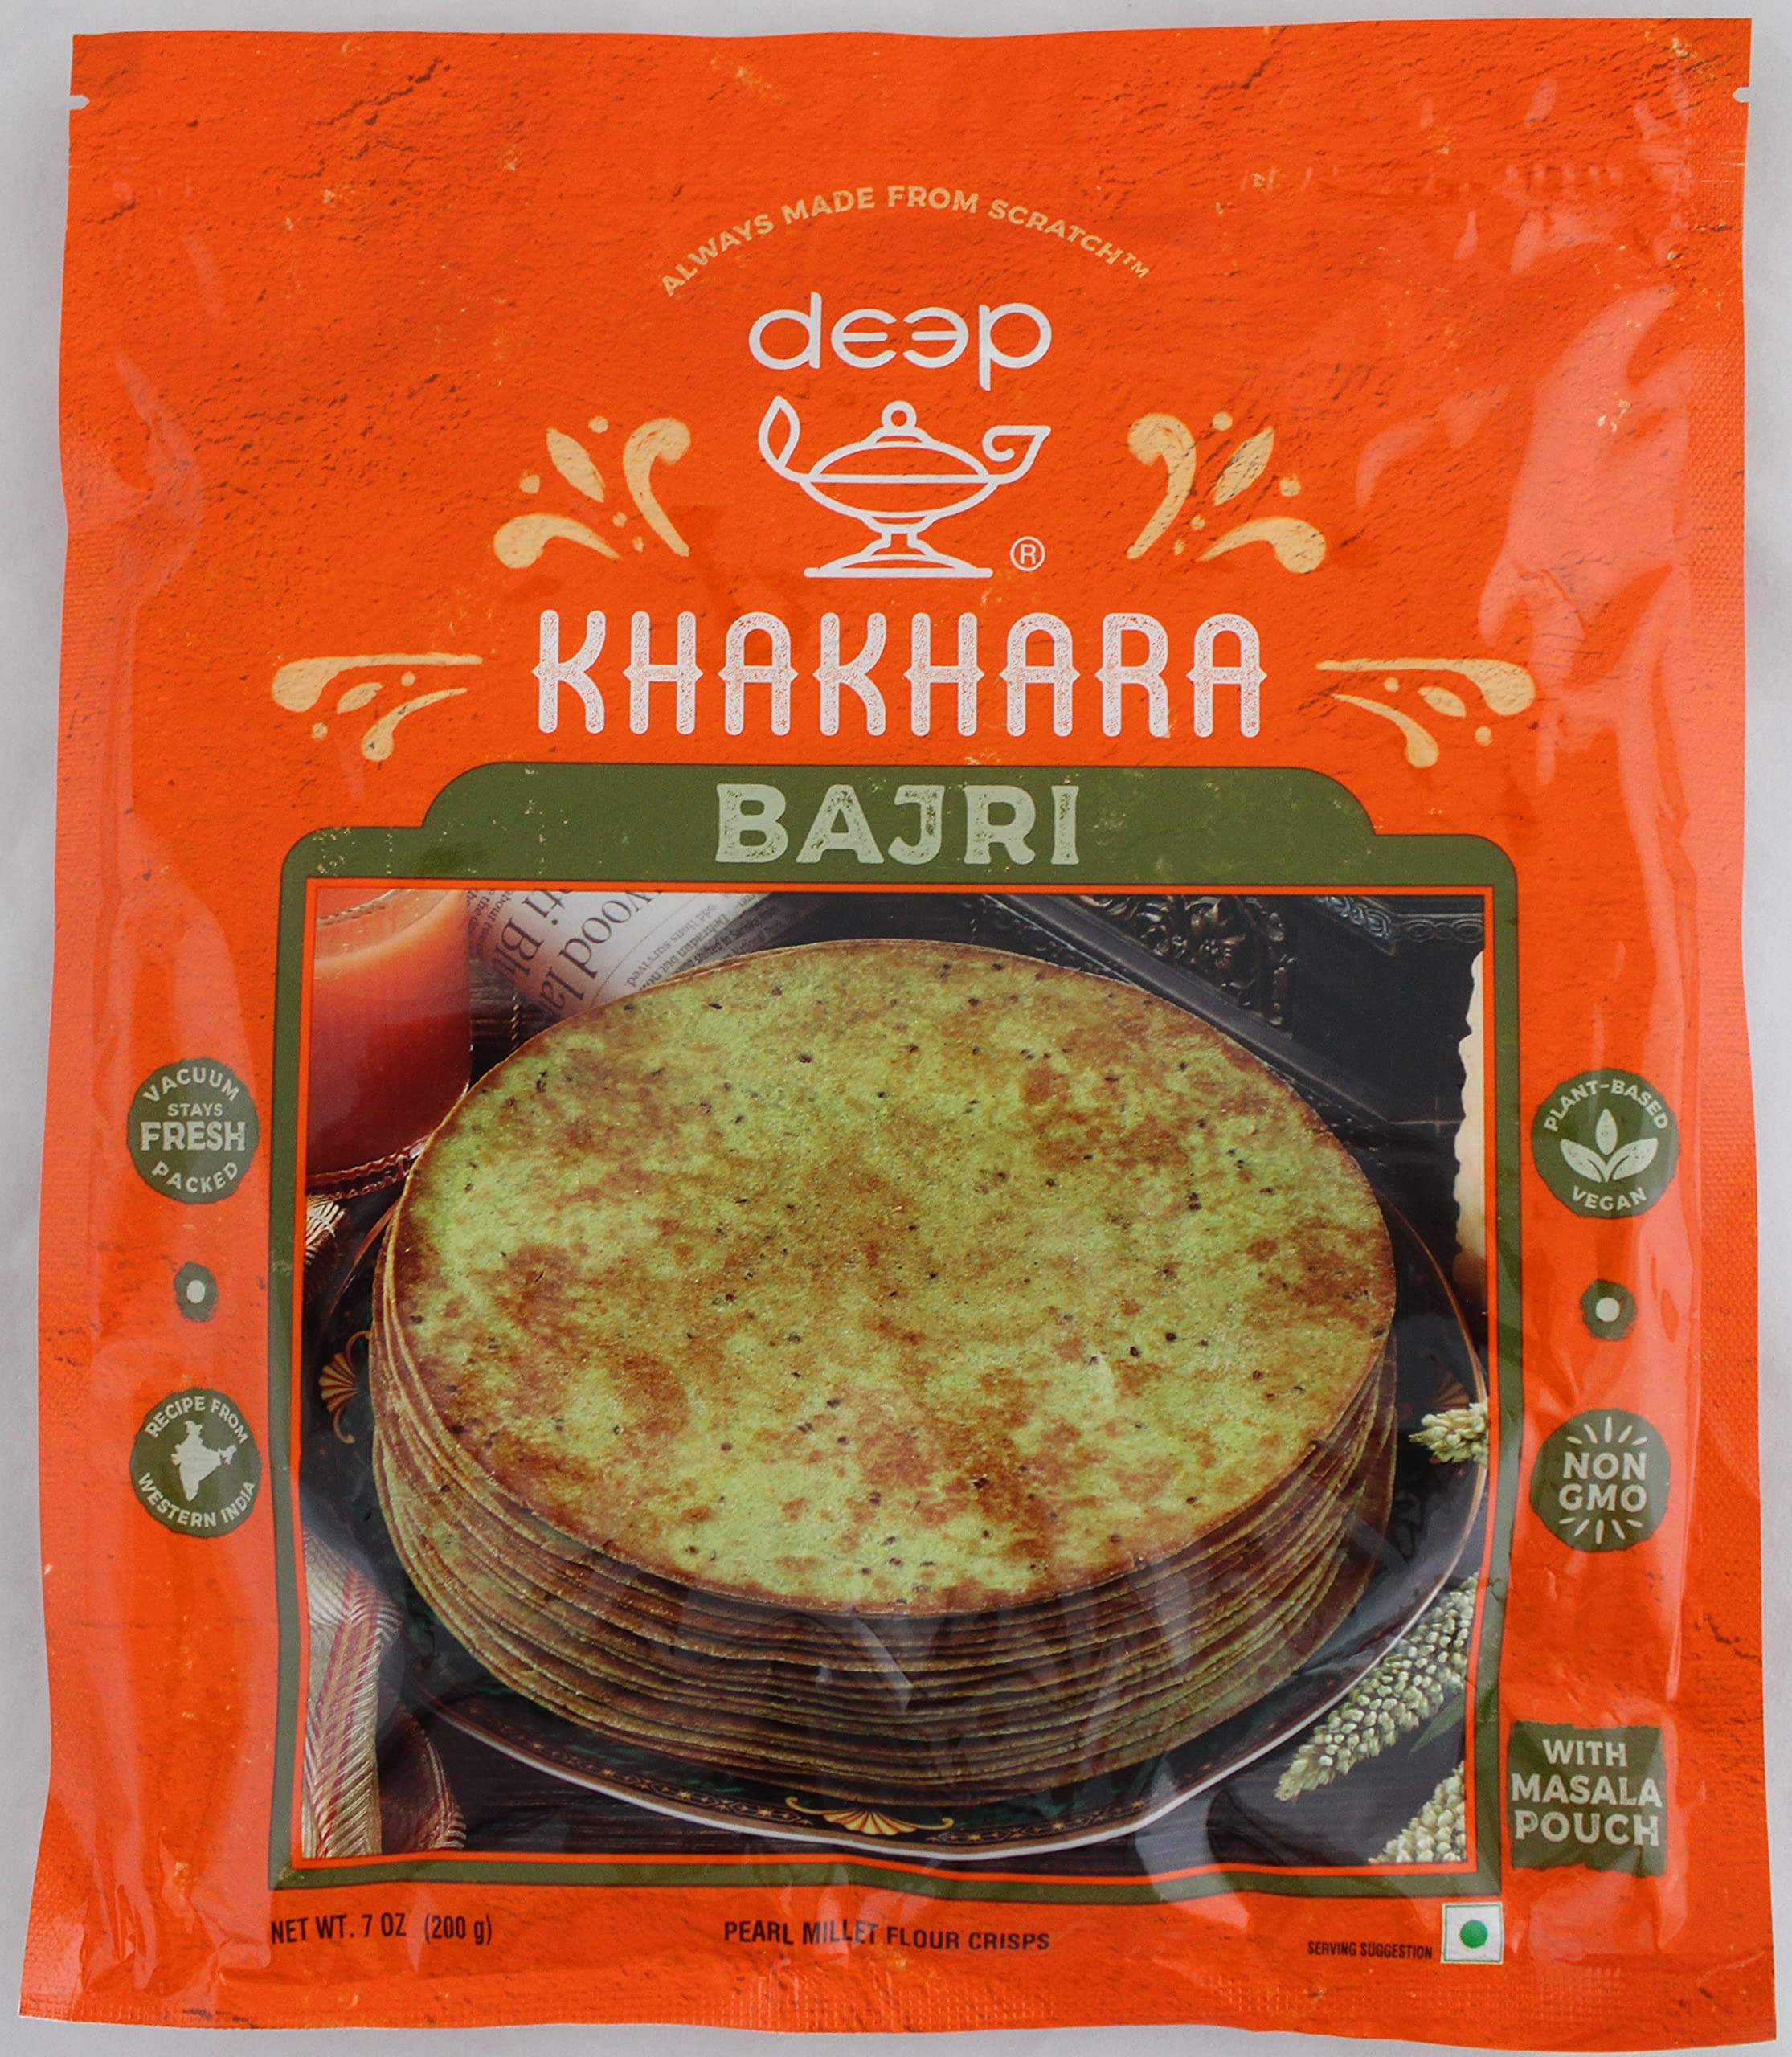 ALWAYS MADE FROM SCRATCH™
deep
®
KHAKHARA
BAJRI
VACUUM
STAYS
FRESH
PACKED
PLANT-BASED
VEGAN
RECIPE FROM
WESTERN INDIA
NON
GMO
WITH
MASALA
POUCH
NET WT. 7 OZ (200 g)
PEARL MILLET FLOUR CRISPS
SERVING SUGGESTION